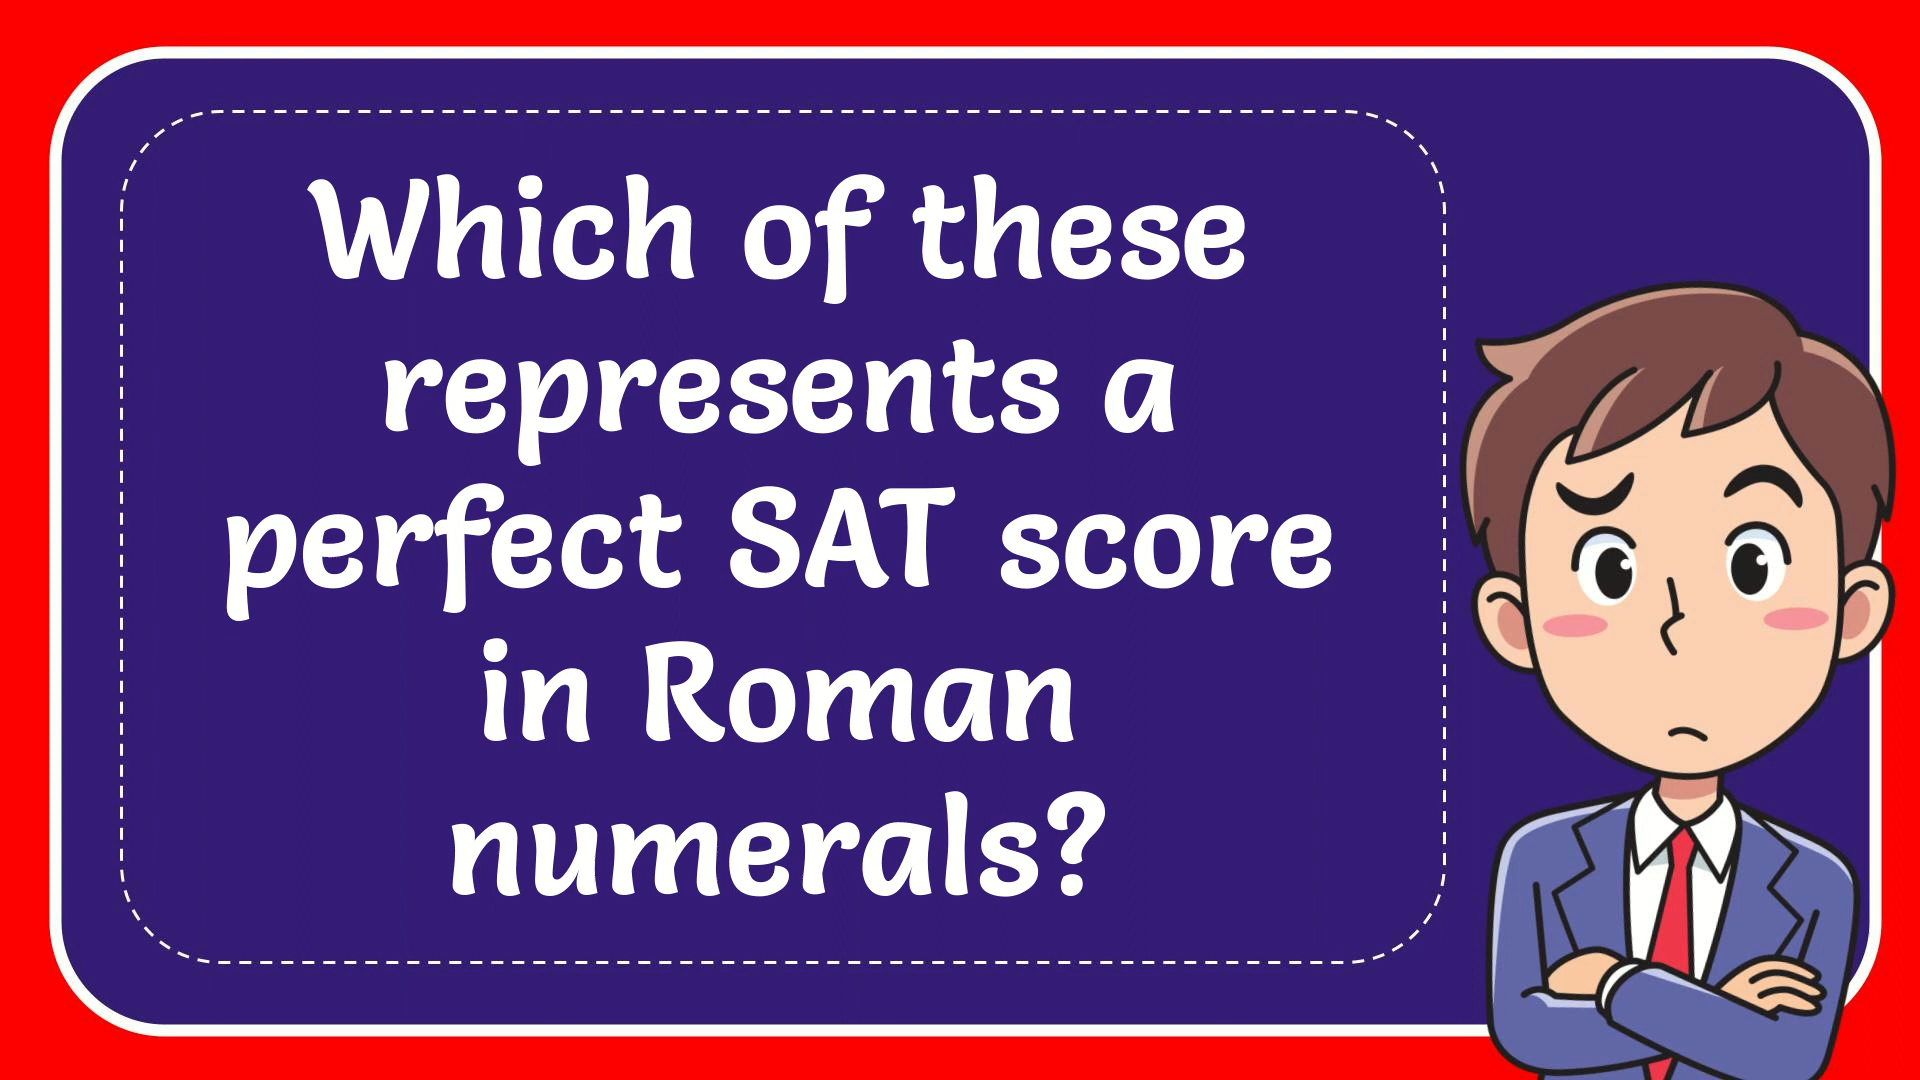 Which of these
represents a
perfect SAT score
in Roman
numerals?